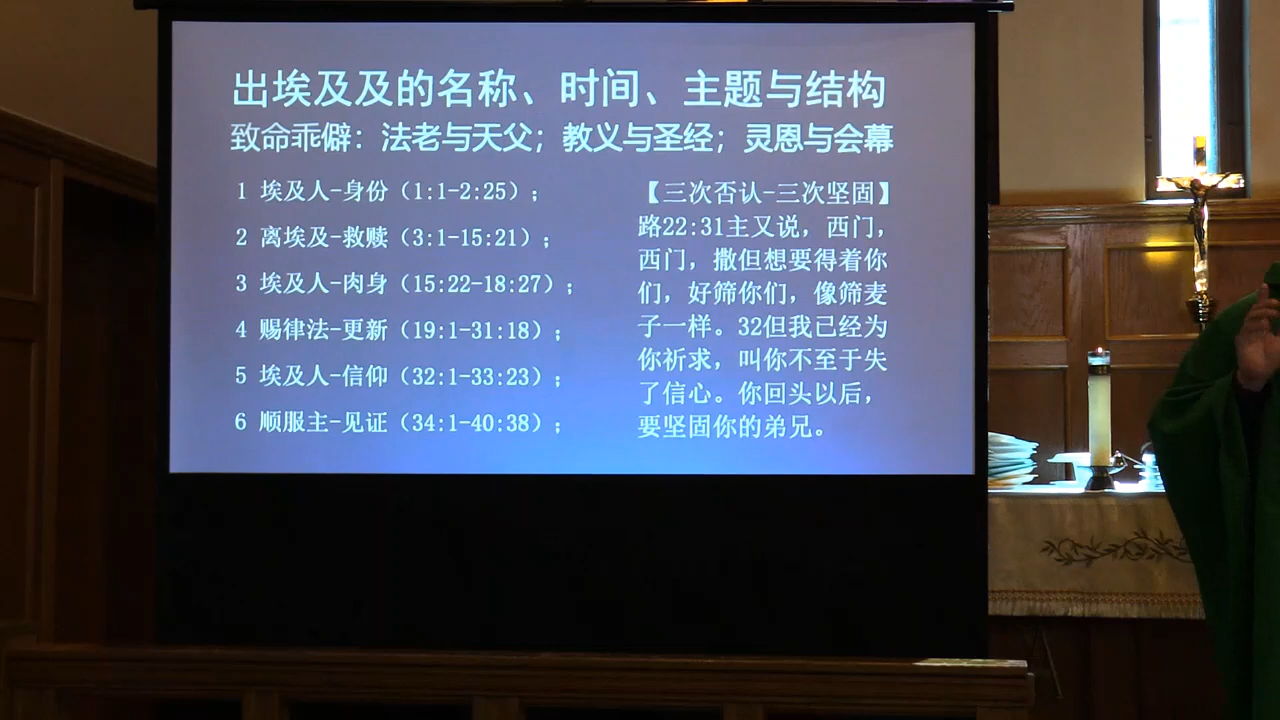 出埃及及的名称、时间、主题与结构
致命乖僻：法老与天父；教义与圣经；灵恩与会幕
1 埃及人-身份（1:1-2:25）；
2 离埃及-救赎（3:1-15:21）；
3 埃及人-肉身（15:22-18:27）；
4 赐律法-更新（19:1-31:18）；
5 埃及人-信仰（32:1-33:23）；
6 顺服主-见证（34:1-40:38）；
【三次否认-三次坚固】
路22:31主又说，西门，
西门，撒但想要得着你
们，好筛你们，像筛麦
子一样。32但我已经为
你祈求，叫你不至于失
了信心。你回头以后，
要坚固你的弟兄。